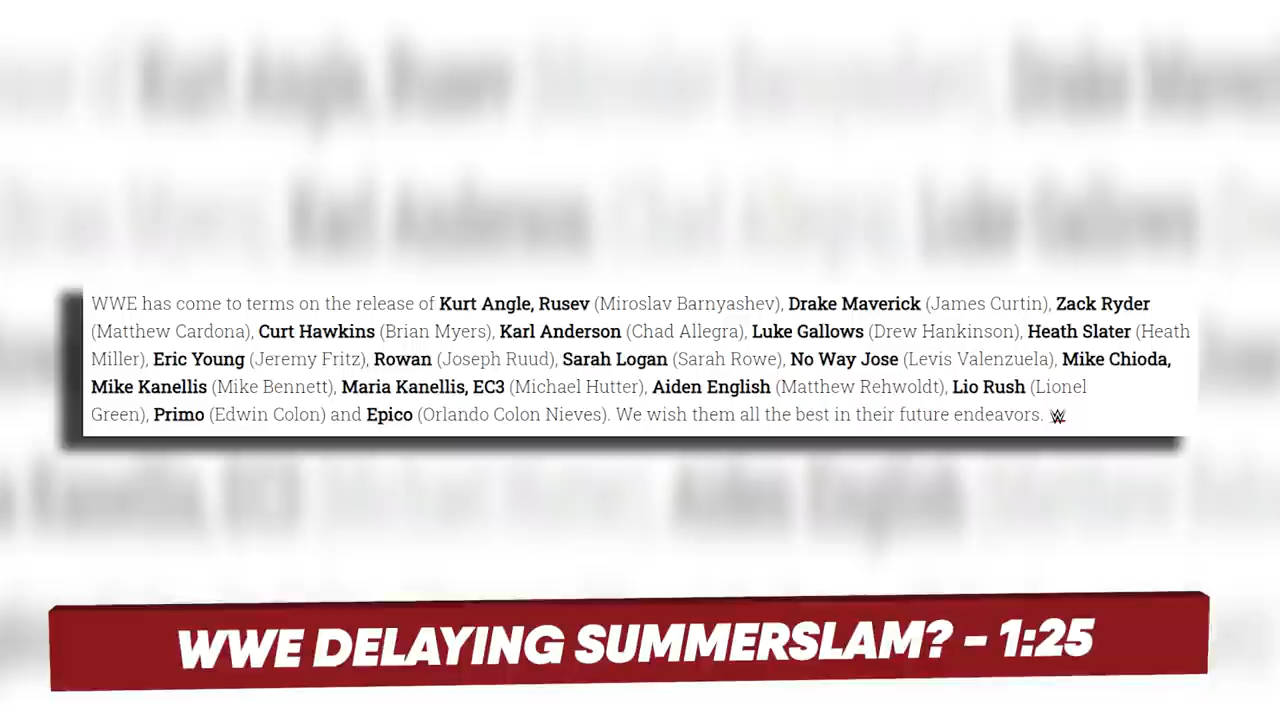 WWE has come to terms on the release of Kurt Angle, Rusev (Miroslav Barnyashev), Drake Maverick (James Curtin), Zack Ryder
(Matthew Cardona), Curt Hawkins (Brian Myers), Karl Anderson (Chad Allegra), Luke Gallows (Drew Hankinson), Heath Slater (Heath
Miller), Eric Young (Jeremy Fritz), Rowan (Joseph Ruud), Sarah Logan (Sarah Rowe), No Way Jose (Levis Valenzuela), Mike Chioda,
Mike Kanellis (Mike Bennett), Maria Kanellis, EC3 (Michael Hutter), Aiden English (Matthew Rehwoldt), Lio Rush (Lionel
Green), Primo (Edwin Colon) and Epico (Orlando Colon Nieves). We wish them all the best in their future endeavors.
WWE DELAYING SUMMERSLAM? - 1:25